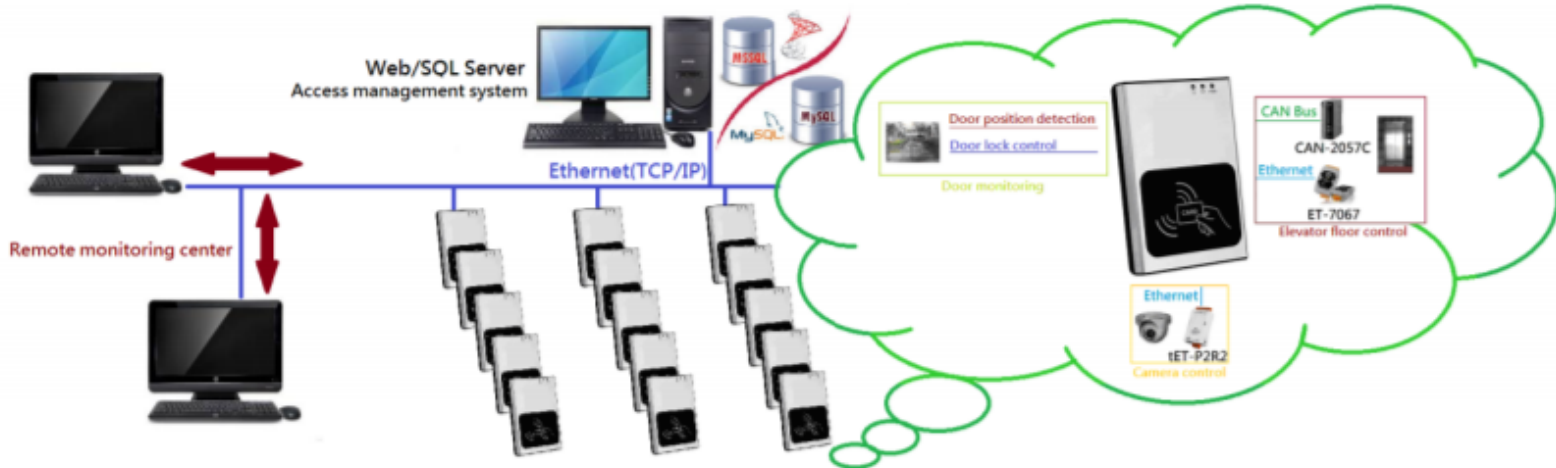 Web/SQL Server
Access management system
MSSQL
MySQL
MySQL
Ethernet(TCP/IP)
Remote monitoring center
Door position detection
Door lock control
Door monitoring
CAN Bus
CAN-2057C
Ethernet
ET-7067
Elevator floor control
Ethernet
tET-P2R2
Camera control